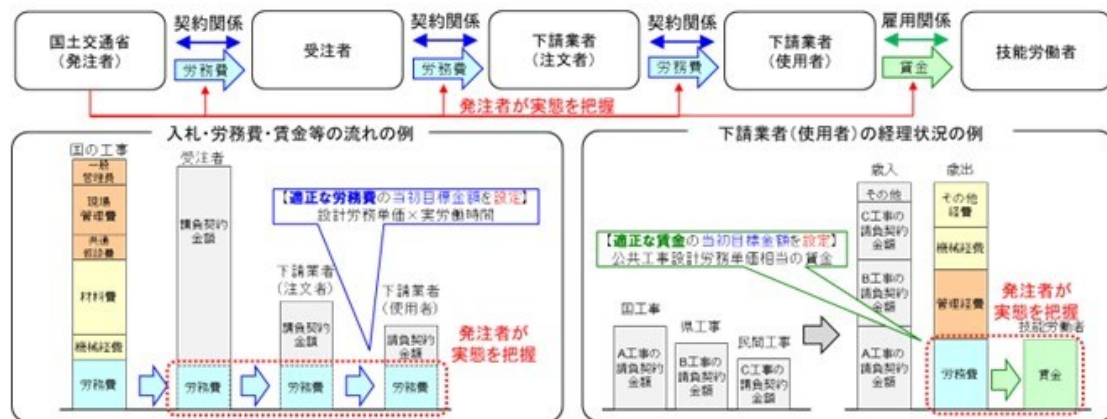 国土交通省
（発注者）
契約関係
労務費
受注者
契約関係
労務費
下請業者
（注文者）
契約関係
労務費
下請業者
（使用者）
雇用関係
賃金
技能労働者
発注者が実態を把握
入札・労務費・賃金等の流れの例
国の工事
一般
管理費
現場
管理費
共通
仮設費
材料費
機械経費
労務費
受注者
請負契約
金額
労務費
【適正な労務費の当初目標金額を設定】
設計労務単価×実労働時間
下請業者
（注文者）
請負契約
金額
労務費
下請業者
（使用者）
請負契約
金額
労務費
発注者が
実態を把握
下請業者（使用者）の経理状況の例
【適正な賃金の当初目標金額を設定】
公共工事設計労務単価相当の賃金
国工事
A工事の
請負契約
金額
県工事
B工事の
請負契約
金額
民間工事
C工事の
請負契約
金額
歳入
その他
C工事の
請負契約
金額
B工事の
請負契約
金額
A工事の
請負契約
金額
歳出
その他
経費
機械経費
管理経費
労務費
発注者が
実態を把握
技能労働者
賃金